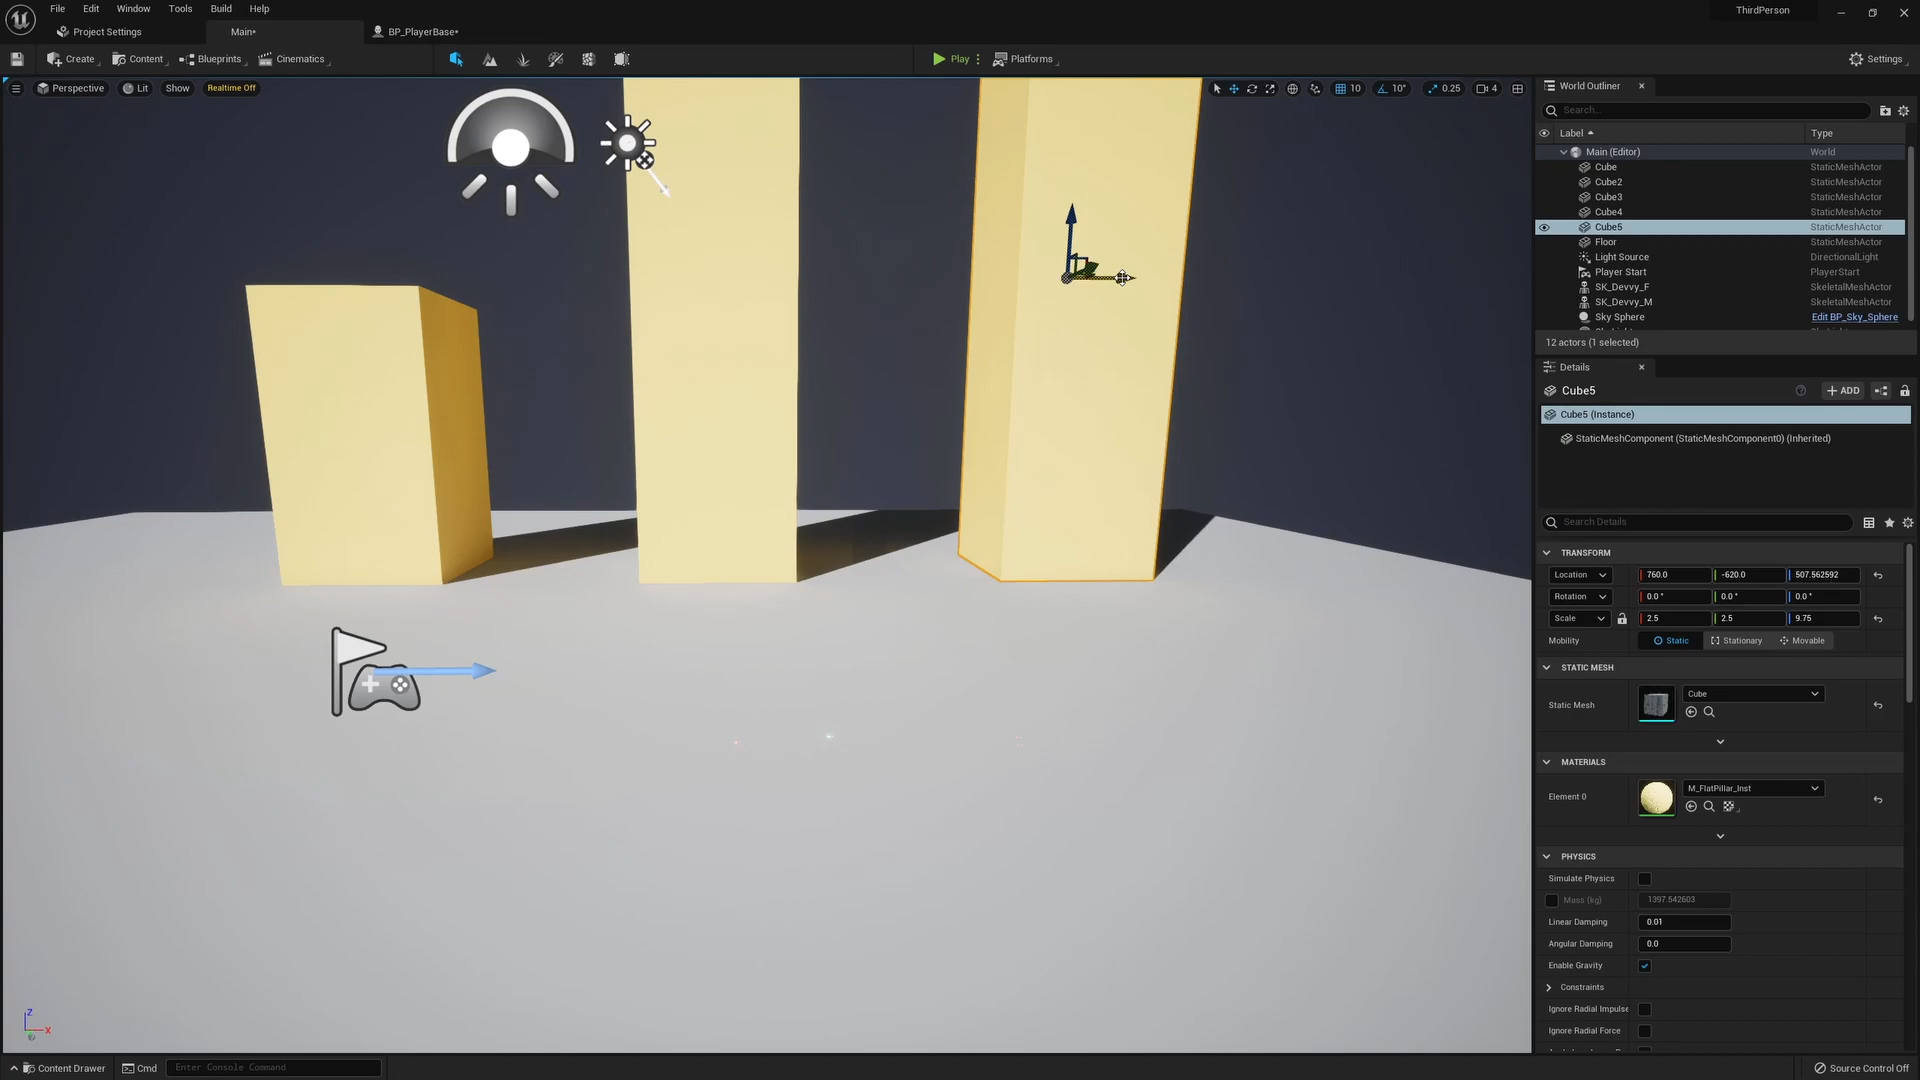 File Edit Window Tools Build Help
ThirdPerson
Project Settings
Main*
BP_PlayerBase*
Create
Content
Blueprints
Cinematics
Play
Platforms
Settings
Perspective
Lit
Show
Realtime Off
10
10°
0.25
4
World Outliner
Search...
Label
Type
Main (Editor) World
Cube StaticMeshActor
Cube2 StaticMeshActor
Cube3 StaticMeshActor
Cube4 StaticMeshActor
Cube5 StaticMeshActor
Floor StaticMeshActor
Light Source DirectionalLight
Player Start PlayerStart
SK_Devvy_F SkeletalMeshActor
SK_Devvy_M SkeletalMeshActor
Sky Sphere Edit BP_Sky_Sphere
12 actors (1 selected)
Details
Cube5
+ ADD
Cube5 (Instance)
StaticMeshComponent (StaticMeshComponent0) (Inherited)
Search Details
TRANSFORM
Location 760.0 -620.0 507.562592
Rotation 0.0 ° 0.0 ° 0.0 °
Scale 2.5 2.5 9.75
Mobility Static Stationary Movable
STATIC MESH
Static Mesh Cube
MATERIALS
Element 0 M_FlatPillar_Inst
PHYSICS
Simulate Physics
Mass (kg) 1397.542603
Linear Damping 0.01
Angular Damping 0.0
Enable Gravity
Constraints
Ignore Radial Impulse
Ignore Radial Force
Z
X
Content Drawer
Cmd
Enter Console Command
Source Control Off